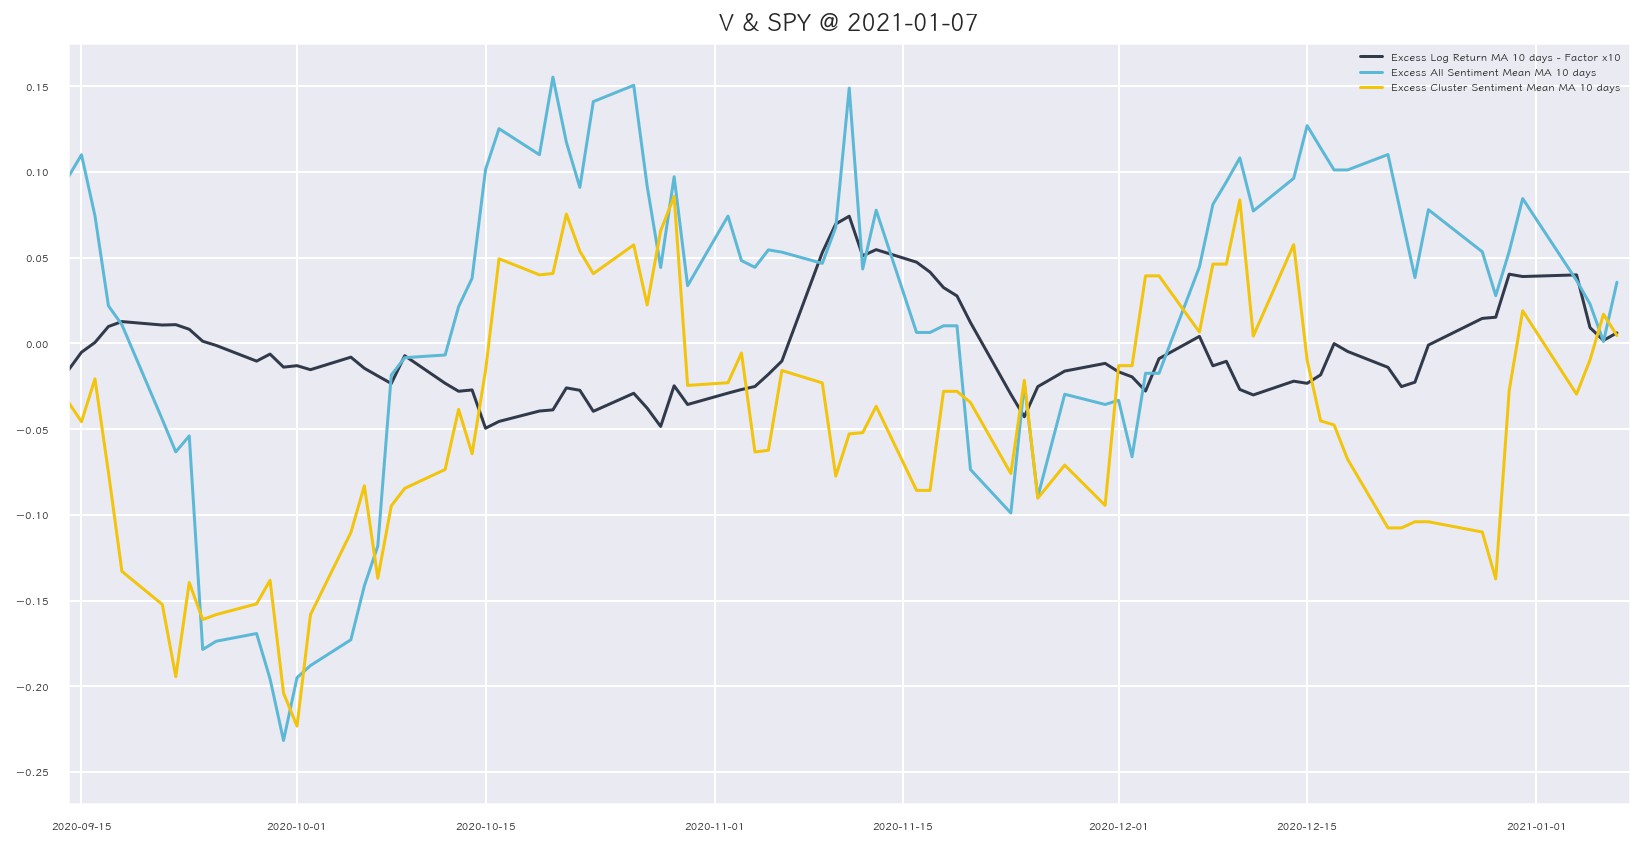 V & SPY @ 2021-01-07
Excess Log Return MA 10 days - Factor x10
Excess All Sentiment Mean MA 10 days
Excess Cluster Sentiment Mean MA 10 days
0.15
0.10
0.05
0.00
−0.05
−0.10
−0.15
−0.20
−0.25
2020-09-15 2020-10-01 2020-10-15 2020-11-01 2020-11-15 2020-12-01 2020-12-15 2021-01-01